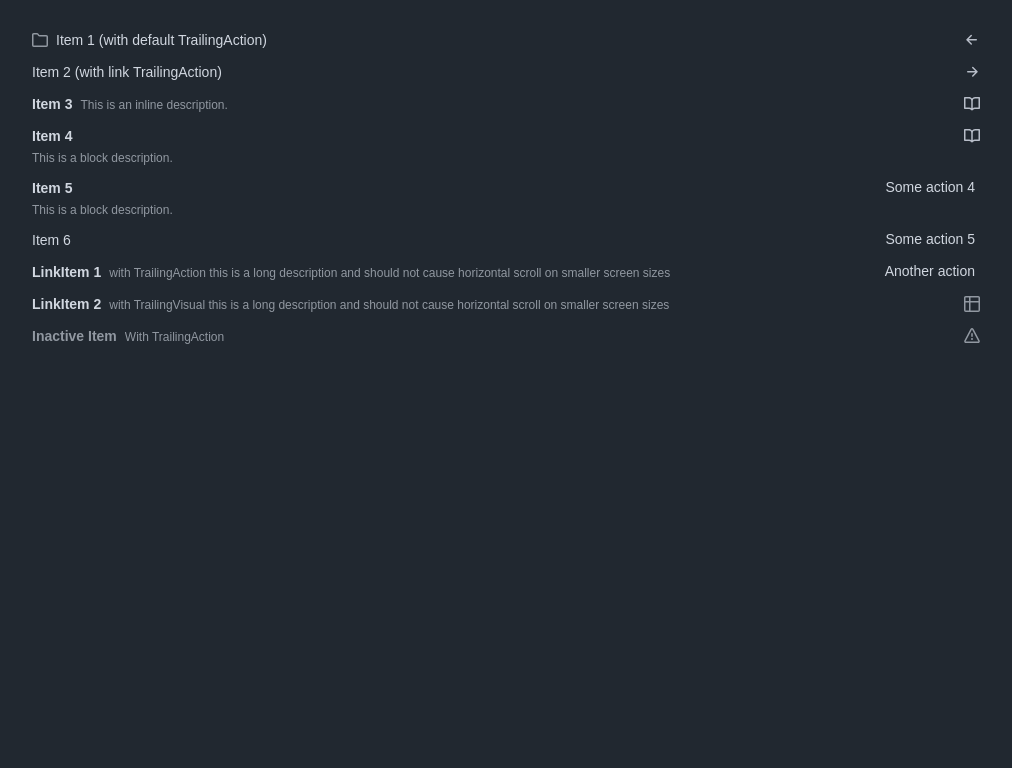 Item 1 (with default TrailingAction)
Item 2 (with link TrailingAction)
Item 3 This is an inline description.
Item 4
This is a block description.
Item 5 Some action 4
This is a block description.
Item 6 Some action 5
LinkItem 1 with TrailingAction this is a long description and should not cause horizontal scroll on smaller screen sizes Another action
LinkItem 2 with TrailingVisual this is a long description and should not cause horizontal scroll on smaller screen sizes
Inactive Item With TrailingAction